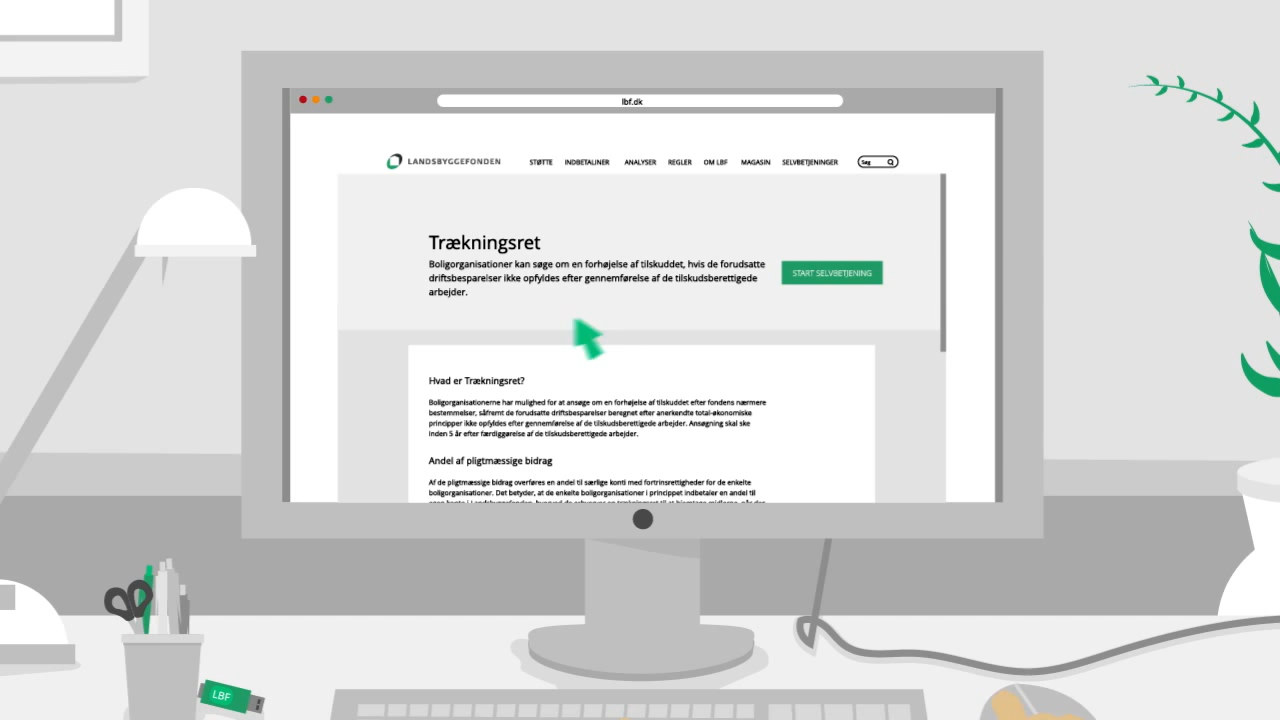 lbf.dk
LANDSBYGGEFONDEN STØTTE INDBETALINER ANALYSER REGLER OM LBF MAGASIN SELVBETJENINGER Søg
Trækningsret
Boligorganisationer kan søge om en forhøjelse af tilskuddet, hvis de forudsatte
driftsbesparelser ikke opfyldes efter gennemførelse af de tilskudsberettigede
arbejder.
START SELVBETJENING
Hvad er Trækningsret?
Boligorganisationerne har mulighed for at ansøge om en forhøjelse af tilskuddet efter fondens nærmere
bestemmelser, såfremt de forudsatte driftsbesparelser beregnet efter anerkendte total-økonomiske
principper ikke opfyldes efter gennemførelse af de tilskudsberettigede arbejder. Ansøgning skal ske
inden 5 år efter færdiggørelse af de tilskudsberettigede arbejder.
Andel af pligtmæssige bidrag
Af de pligtmæssige bidrag overføres en andel til særlige konti med fortrinsrettigheder for de enkelte
boligorganisationer. Det betyder, at de enkelte boligorganisationer i princippet indbetaler en andel til
LBF